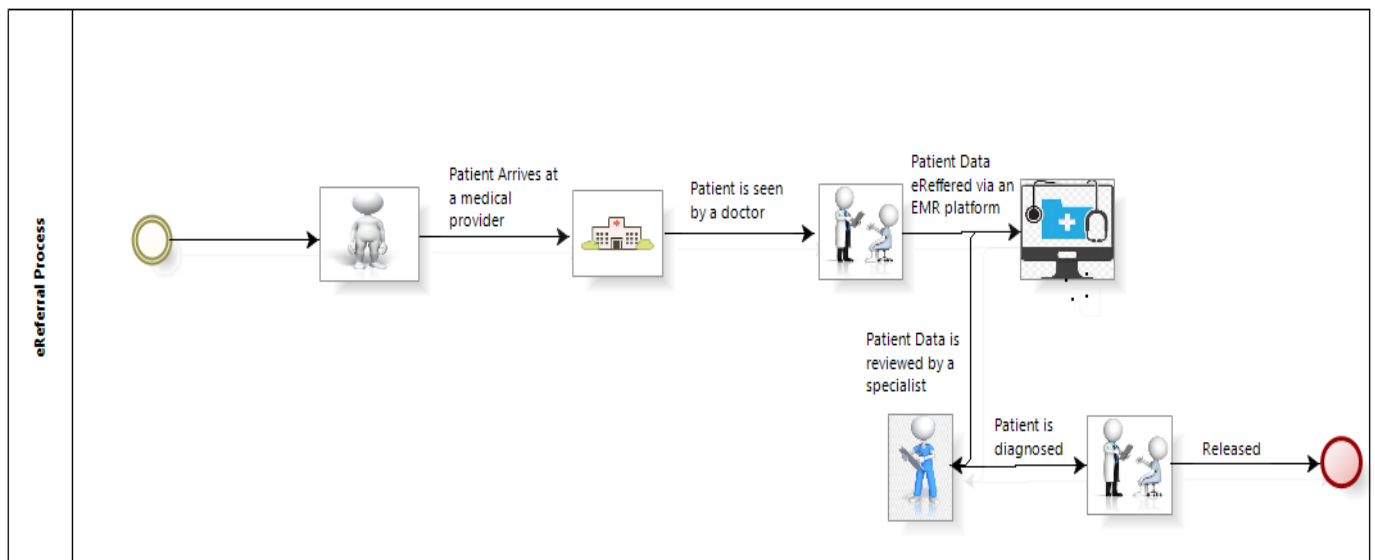 eReferral Process
Patient Arrives at
a medical
provider
Patient is seen
by a doctor
Patient Data
eReffered via an
EMR platform
Patient Data is
reviewed by a
specialist
Patient is
diagnosed
Released